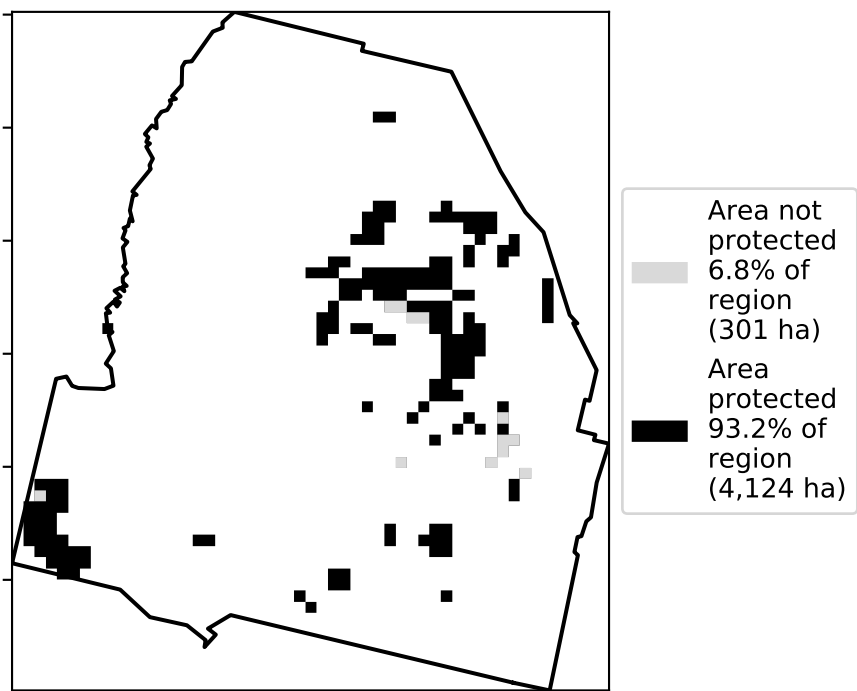 Area not
protected
6.8% of
region
(301 ha)
Area
protected
93.2% of
region
(4,124 ha)